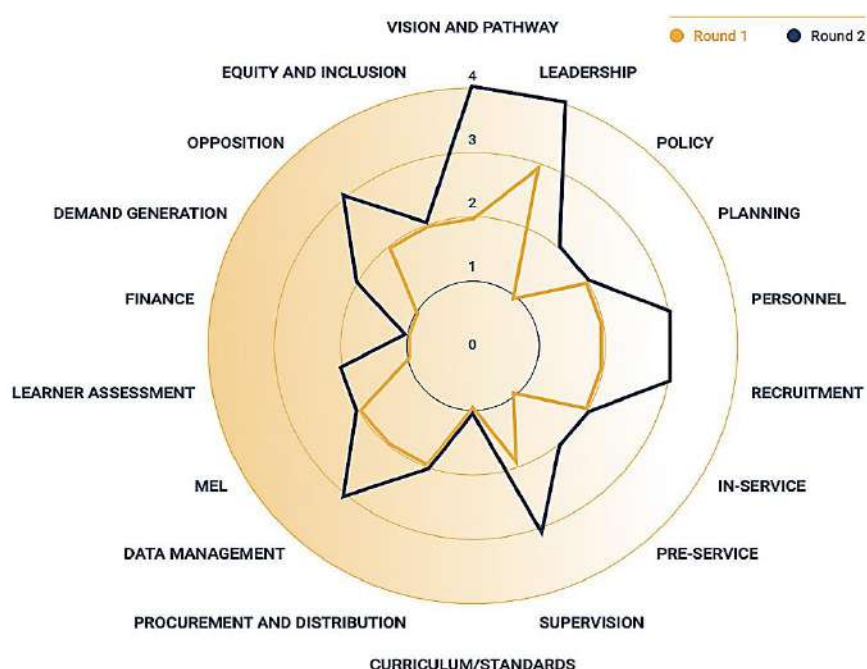 VISION AND PATHWAY
Round 1
Round 2
EQUITY AND INCLUSION
4
LEADERSHIP
OPPOSITION
3
POLICY
DEMAND GENERATION
2
PLANNING
FINANCE
1
PERSONNEL
0
LEARNER ASSESSMENT
RECRUITMENT
MEL
IN-SERVICE
DATA MANAGEMENT
PRE-SERVICE
PROCUREMENT AND DISTRIBUTION
SUPERVISION
CURRICULUM/STANDARDS